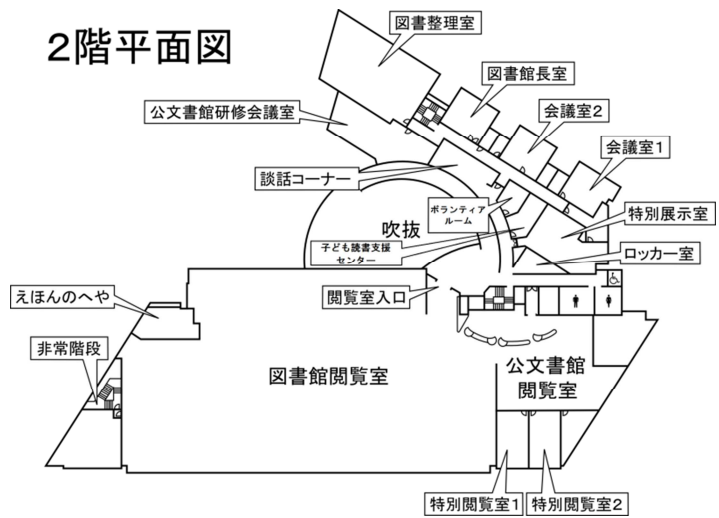 2階平面図
図書整理室
図書館長室
公文書館研修会議室
会議室2
会議室1
談話コーナー
ボランティア
ルーム
特別展示室
吹抜
子ども読書支援
センター
ロッカー室
えほんのへや
閲覧室入口
非常階段
図書館閲覧室
公文書館
閲覧室
特別閲覧室1
特別閲覧室2